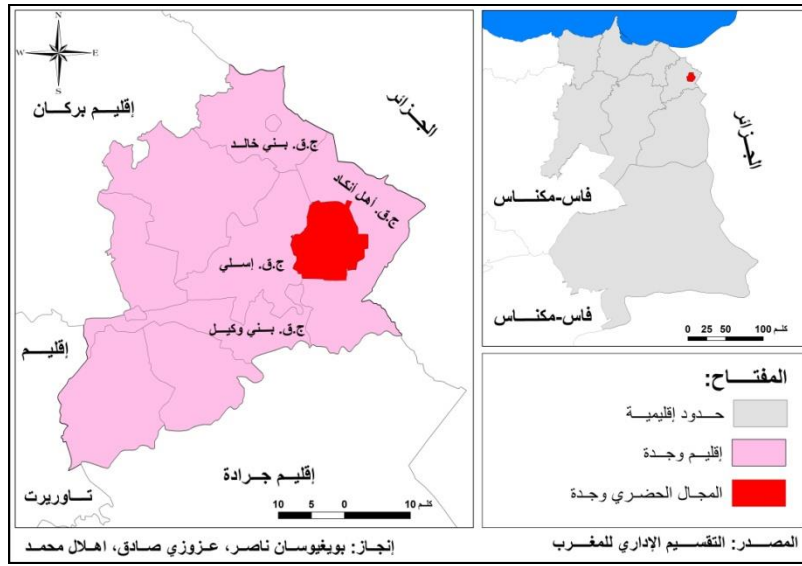 N
W E
S
إقليم بركان
الجزائر
ج.ق. بني خالد
ج.ق. أهل أنكاد
ج.ق. إسلي
ج.ق. بني وكيل
إقليم
تاوريرت
إقليم جرادة
10 5 0 10 كلم
الجزائر
فاس-مكناس
فاس-مكناس
0 25 50 100 كلم
المفتاح:
حدود إقليمية
إقليم وجدة
المجال الحضري وجدة
المصدر: التقسيم الإداري للمغرب
إنجاز: بويغيوسان ناصر، عزوزي صادق، اهلال محمد